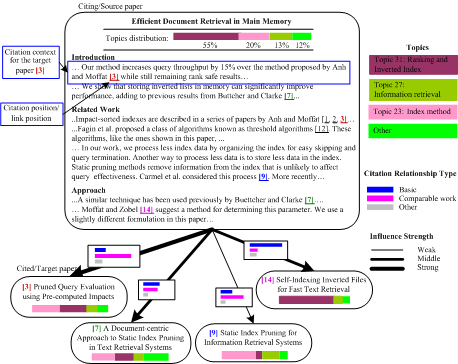 Citing/Source paper
Efficient Document Retrieval in Main Memory
Topics distribution:
55% 20% 13% 12%
Introduction
… Our method increases query throughput by 15% over the method proposed by Anh
and Moffat [3] while still remaining rank safe results…
… We show that storing inverted lists in memory can significantly improve
performance, adding to previous results from Buttcher and Clarke [7]...
Related Work
..Impact-sorted indexes are described in a series of papers by Anh and Moffat [1, 2, 3]…
...Fagin et al. proposed a class of algorithms known as threshold algorithms [12]. These
algorithms, like the ones shown in this paper, ...
… In our work, we process less index data by organizing the index for easy skipping and
query termination. Another way to process less data is to store less data in the index.
Static pruning methods remove information from the index that is unlikely to affect
query effectiveness. Carmel et al. considered this process [9]. More recently…
Approach
...A similar technique has been used previously by Buettcher and Clarke [7]….
… Moffat and Zobel [14] suggest a method for determining this parameter. We use a
slightly different formulation in this paper…
Citation context
for the target
paper [3]
Citation position/
link position
Topics
Topic 31: Ranking and
Inverted Index
Topic 27:
Information retrieval
Topic 23: Index method
Other
Citation Relationship Type
Basic
Comparable work
Other
Influence Strength
Weak
Middle
Strong
Cited/Target paper
[3] Pruned Query Evaluation
using Pre-computed Impacts
[7] A Document-centric
Approach to Static Index Pruning
in Text Retrieval Systems
[9] Static Index Pruning for
Information Retrieval Systems
[14] Self-Indexing Inverted Files
for Fast Text Retrieval